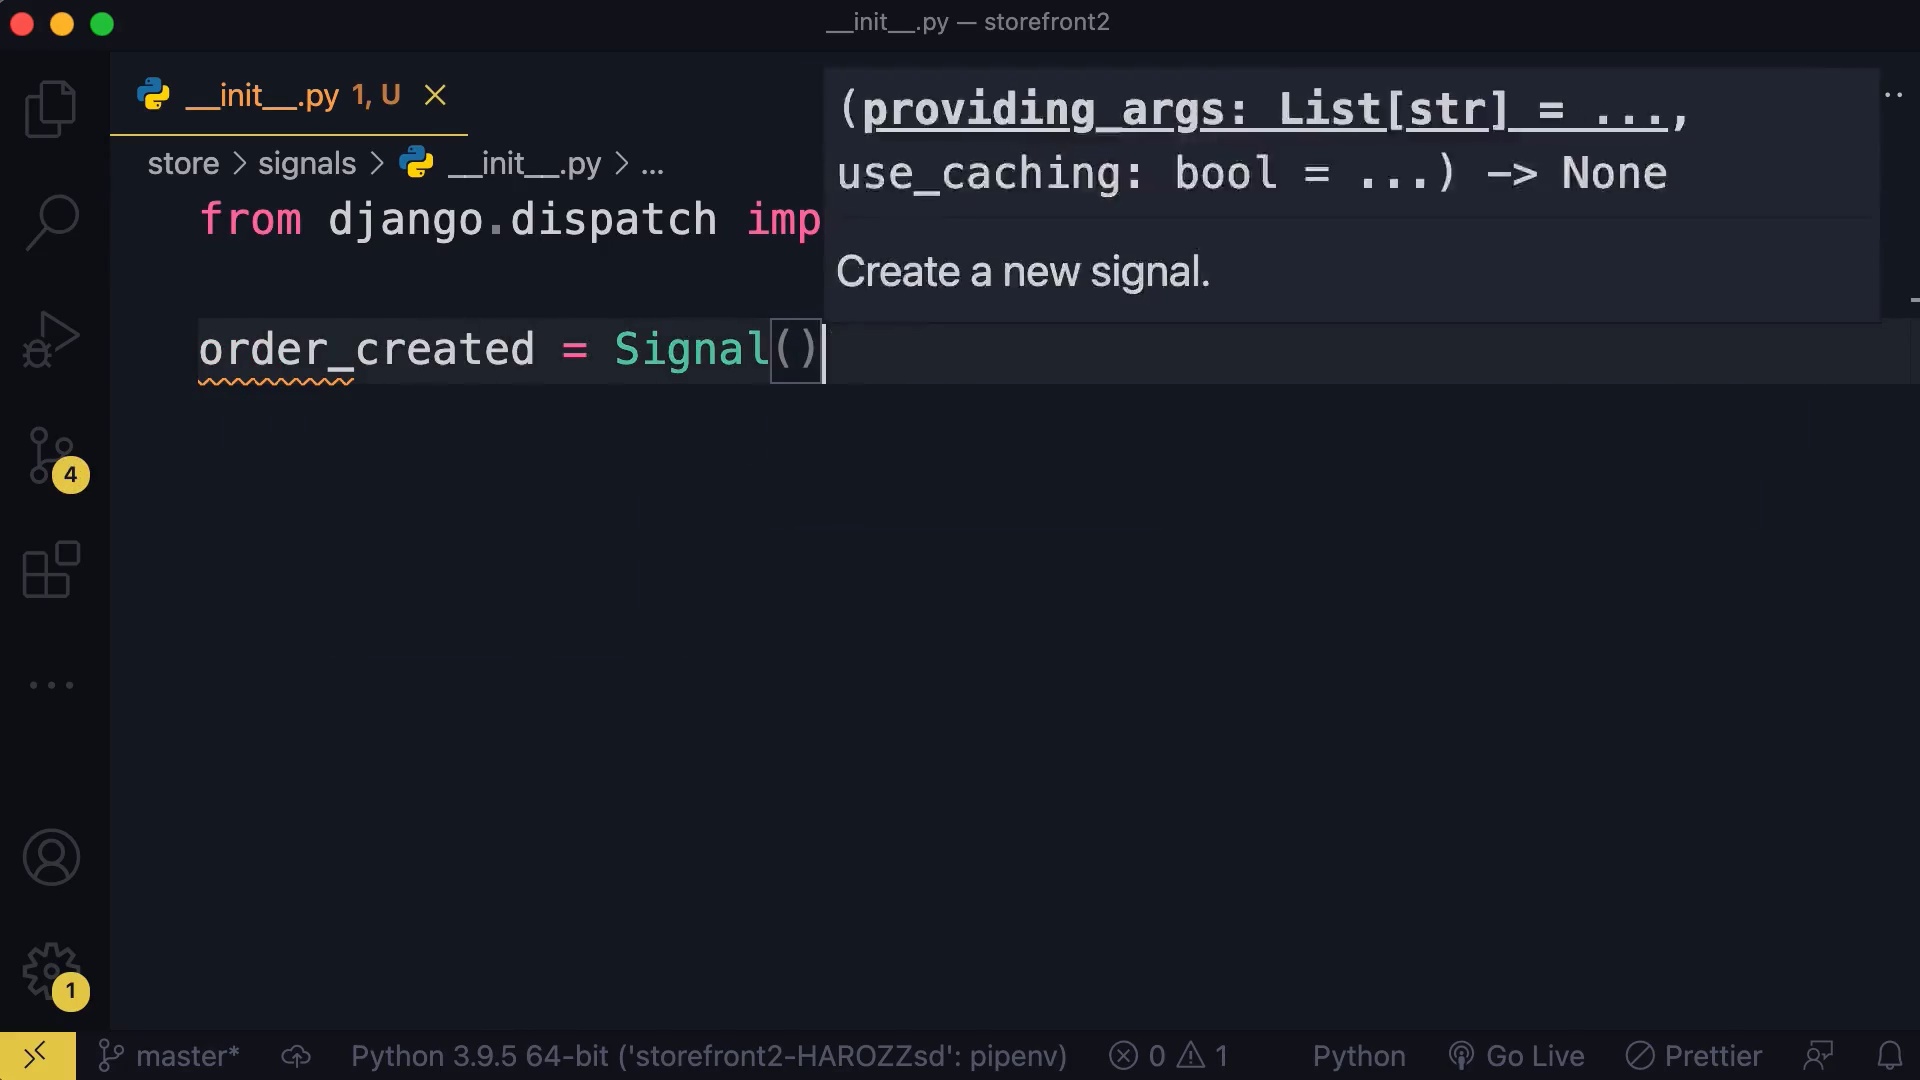 __init__.py — storefront2
__init__.py 1, U
store > signals > __init__.py > ...
(providing_args: List[str] = ...,
use_caching: bool = ...) -> None
Create a new signal.
from django.dispatch imp
order_created = Signal()
4
1
master*
Python 3.9.5 64-bit ('storefront2-HAROZZsd': pipenv)
0
1
Python
Go Live
Prettier